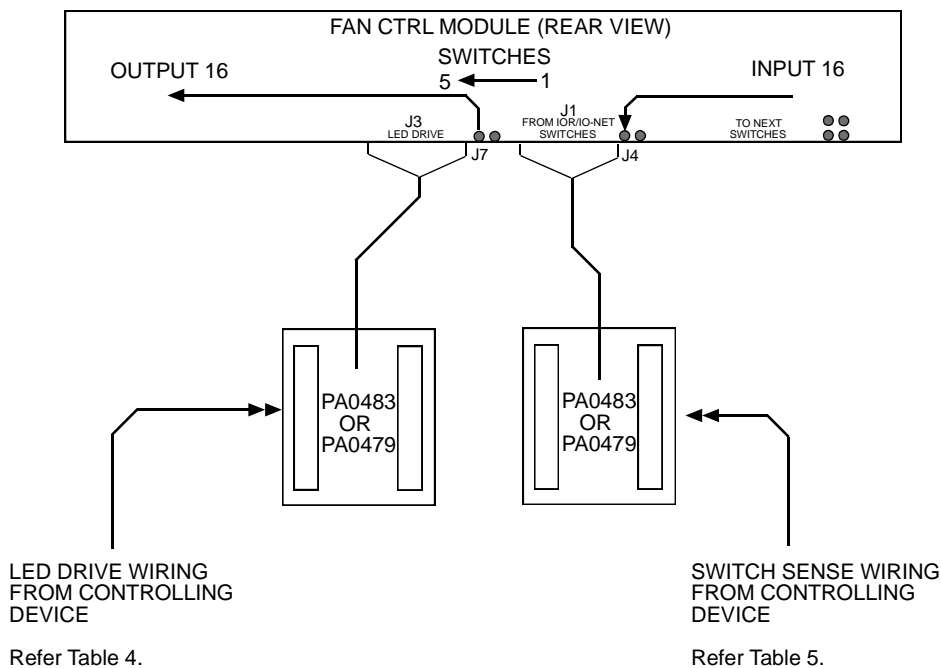 FAN CTRL MODULE (REAR VIEW)
SWITCHES
OUTPUT 16
5
1
INPUT 16
J3
LED DRIVE
J1
FROM IOR/IO-NET
SWITCHES
TO NEXT
SWITCHES
J7
J4
PA0483
OR
PA0479
PA0483
OR
PA0479
LED DRIVE WIRING
FROM CONTROLLING
DEVICE
Refer Table 4.
SWITCH SENSE WIRING
FROM CONTROLLING
DEVICE
Refer Table 5.